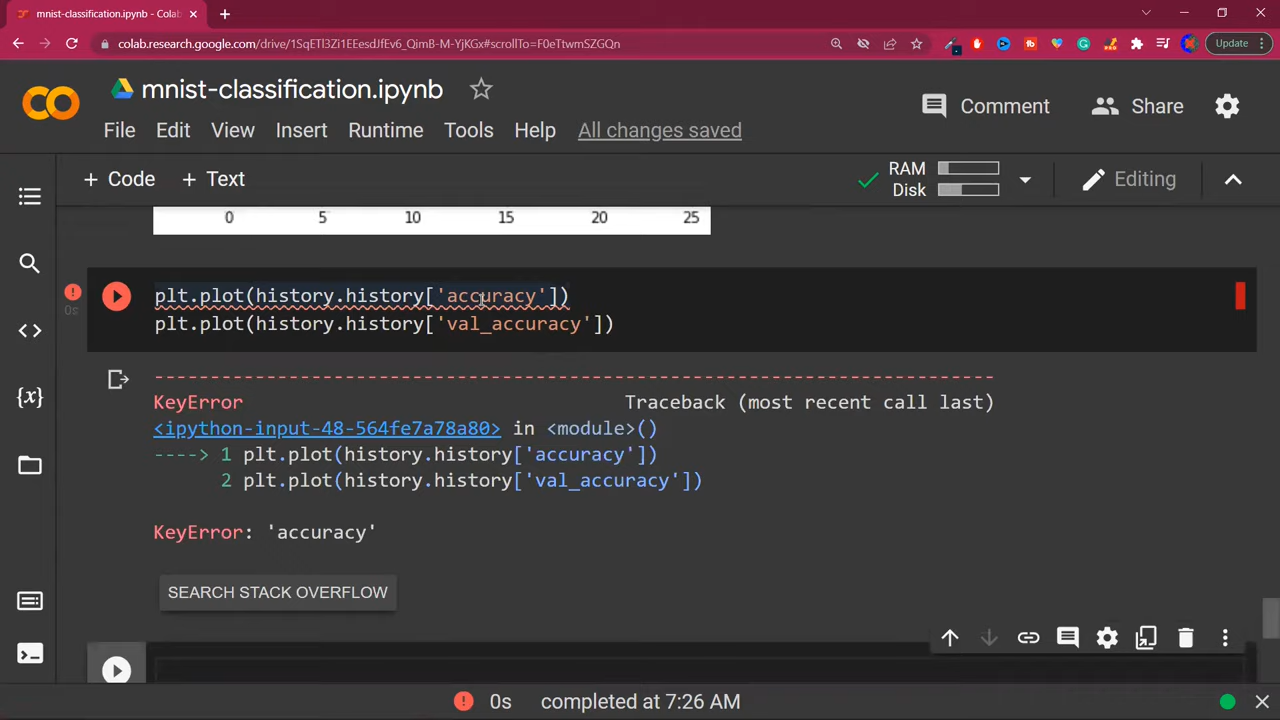 mnist-classification.ipynb - Colab
colab.research.google.com/drive/1SqETl3Zi1EEesdJfEv6_QimB-M-YjKGx#scrollTo=F0eTtwmSZGQn
Update
mnist-classification.ipynb
Comment
Share
File Edit View Insert Runtime Tools Help All changes saved
+ Code + Text
RAM
Disk
Editing
0 5 10 15 20 25
plt.plot(history.history['accuracy'])
0s
plt.plot(history.history['val_accuracy'])
---------------------------------------------------------------------------
KeyError Traceback (most recent call last)
<ipython-input-48-564fe7a78a80> in <module>()
----> 1 plt.plot(history.history['accuracy'])
2 plt.plot(history.history['val_accuracy'])
KeyError: 'accuracy'
SEARCH STACK OVERFLOW
0s completed at 7:26 AM